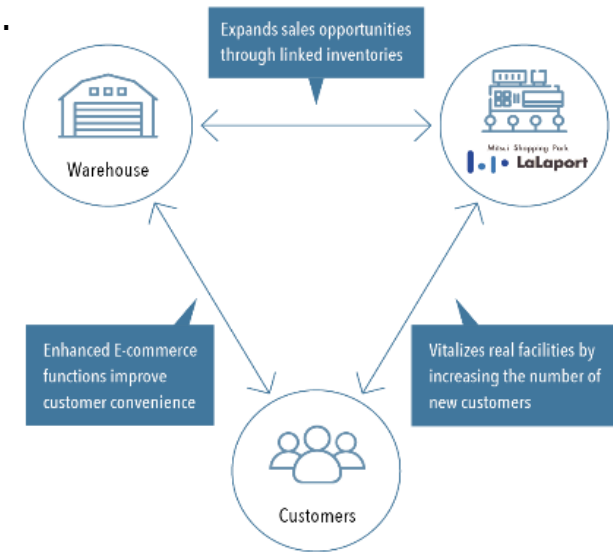 .
Expands sales opportunities
through linked inventories
Warehouse
Mitsui Shopping Park
LaLaport
Enhanced E-commerce
functions improve
customer convenience
Vitalizes real facilities by
increasing the number of
new customers
Customers